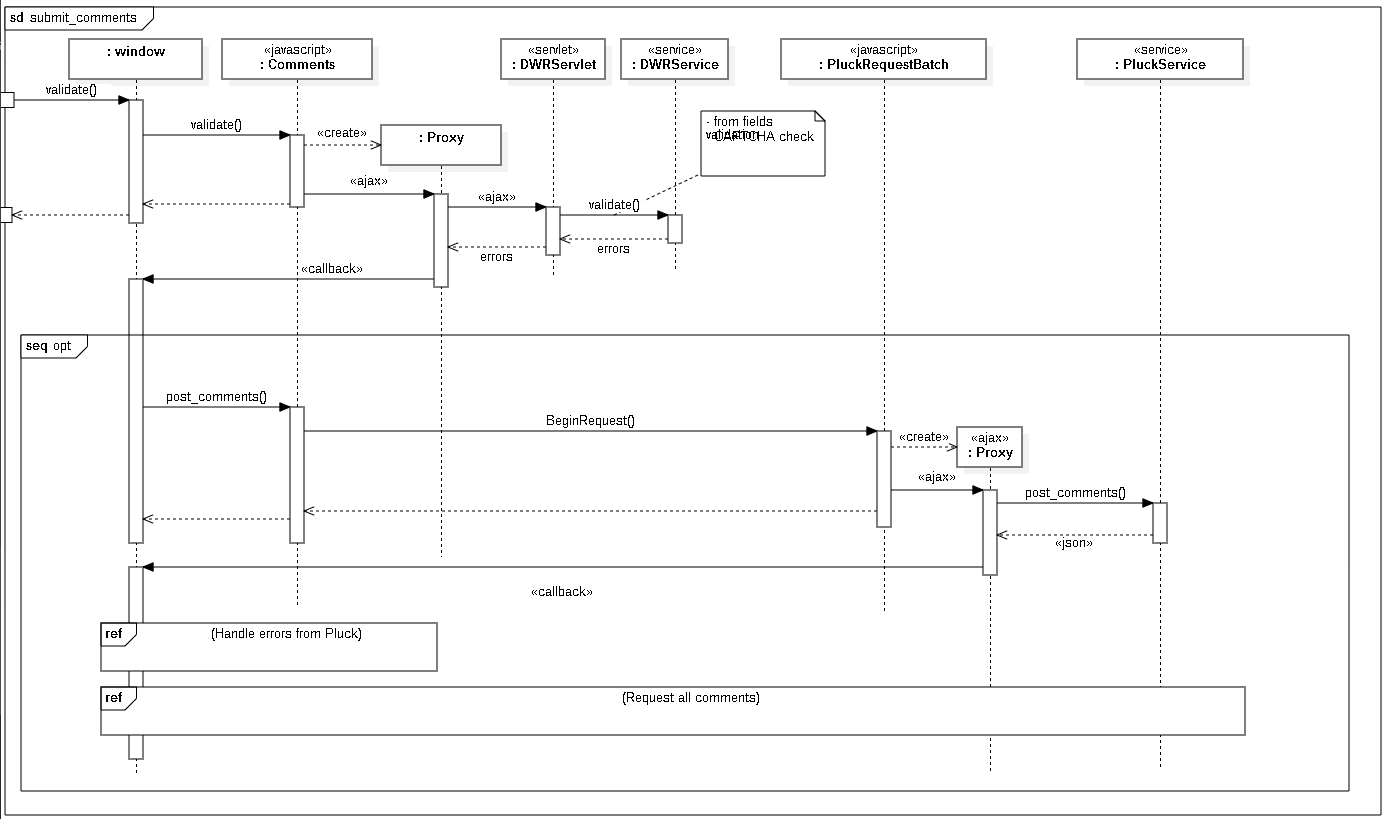 sd submit_comments
: window
«javascript»
: Comments
«servlet»
: DWRServlet
«service»
: DWRService
«javascript»
: PluckRequestBatch
«service»
: PluckService
validate()
validate()
«create»
: Proxy
- from fields
validation
- CAPTCHA check
«ajax»
«ajax»
validate()
errors
errors
«callback»
seq opt
post_comments()
BeginRequest()
«create»
«ajax»
: Proxy
«ajax»
post_comments()
«json»
«callback»
ref (Handle errors from Pluck)
ref (Request all comments)